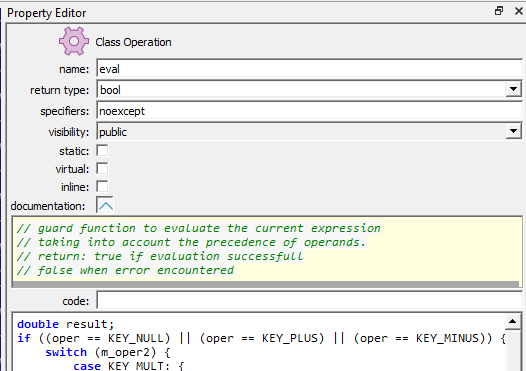 Property Editor
Class Operation
name: eval
return type: bool
specifiers: noexcept
visibility: public
static:
virtual:
inline:
documentation:
// guard function to evaluate the current expression
// taking into account the precedence of operands.
// return: true if evaluation successfull
// false when error encountered
code:
double result;
if ((oper == KEY_NULL) || (oper == KEY_PLUS) || (oper == KEY_MINUS)) {
switch (m_oper2) {
case KEY_MULT: {